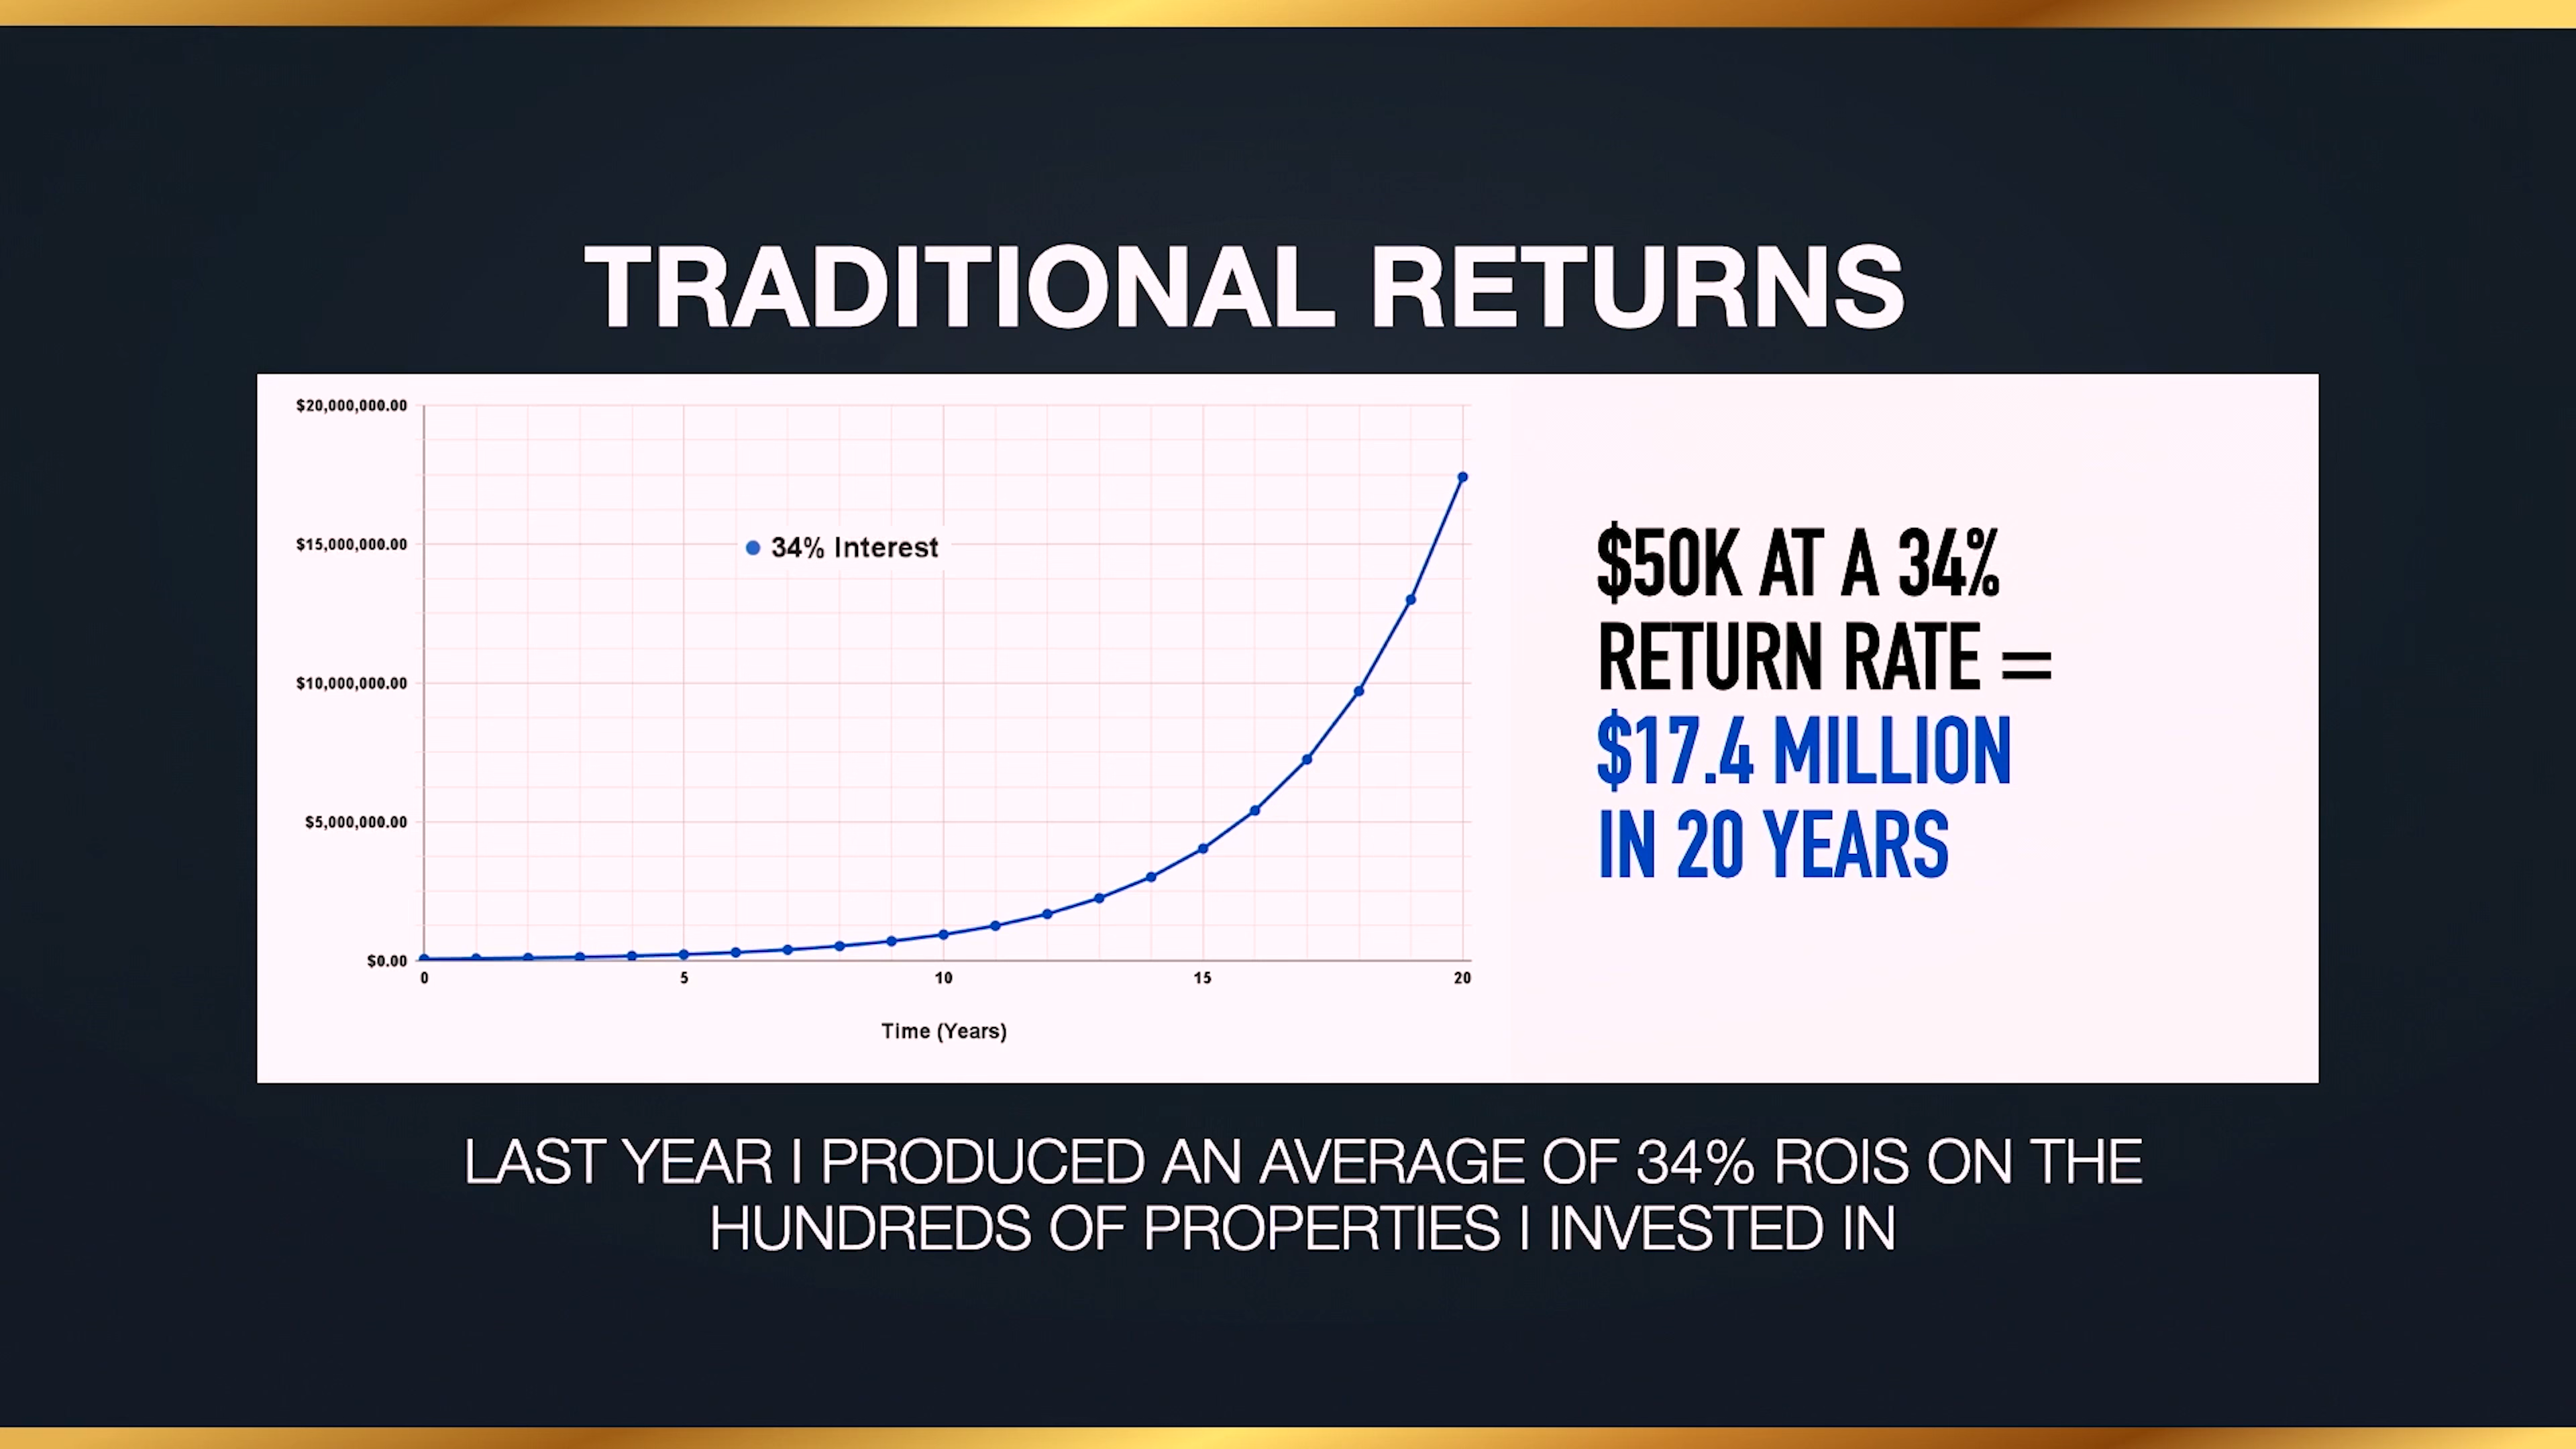 TRADITIONAL RETURNS
$20,000,000.00
$15,000,000.00
$10,000,000.00
$5,000,000.00
$0.00
34% Interest
0 5 10 15 20
Time (Years)
$50K AT A 34%
RETURN RATE =
$17.4 MILLION
IN 20 YEARS
LAST YEAR I PRODUCED AN AVERAGE OF 34% ROIS ON THE
HUNDREDS OF PROPERTIES I INVESTED IN